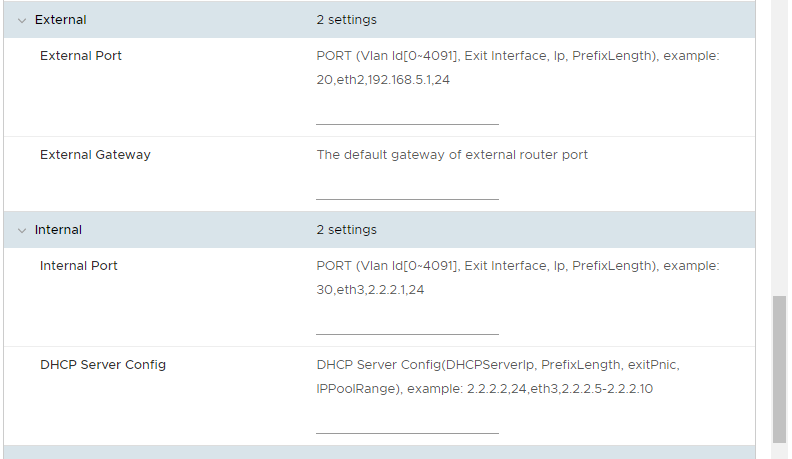 External 2 settings
External Port PORT (Vlan Id[0~4091], Exit Interface, Ip, PrefixLength), example:
20,eth2,192.168.5.1,24
External Gateway The default gateway of external router port
Internal 2 settings
Internal Port PORT (Vlan Id[0~4091], Exit Interface, Ip, PrefixLength), example:
30,eth3,2.2.2.1,24
DHCP Server Config DHCP Server Config(DHCPServerIp, PrefixLength, exitPnic,
IPPoolRange), example: 2.2.2.2,24,eth3,2.2.2.5-2.2.2.10